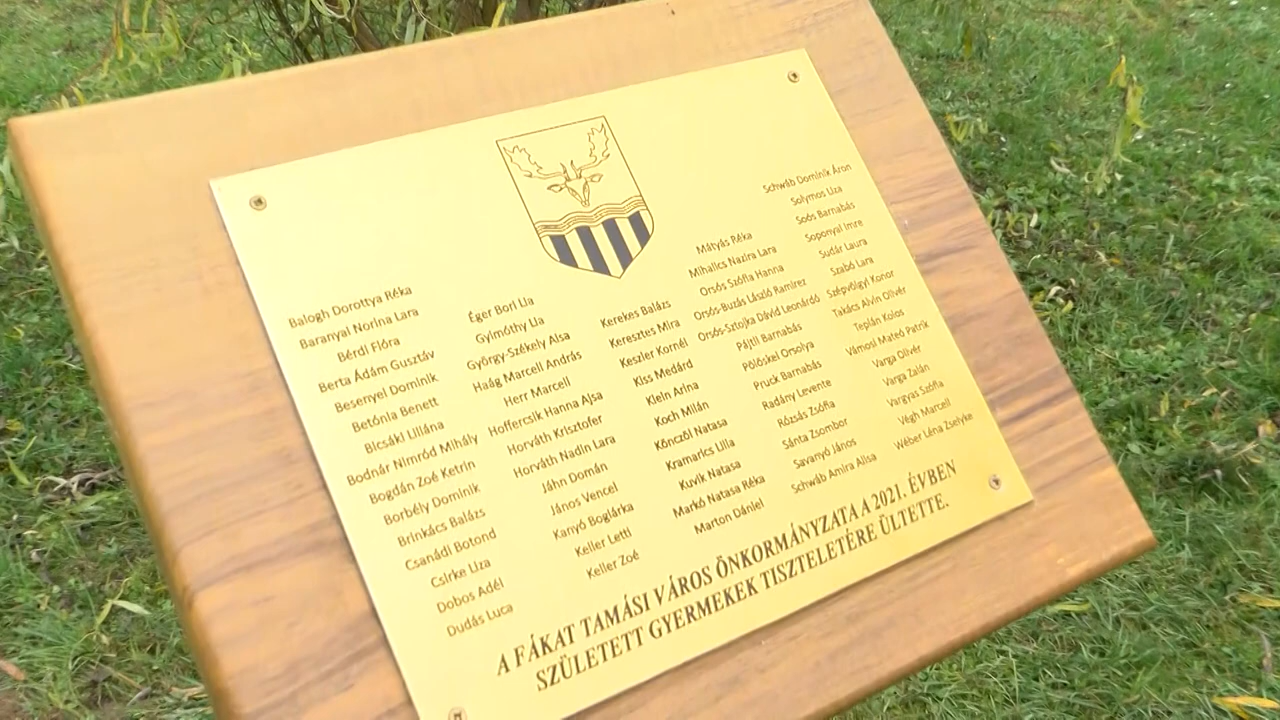 Balogh Dorottya Réka
Baranyai Norina Lara
Bérdi Flóra
Berta Ádám Gusztáv
Besenyei Dominik
Betónia Benett
Bicsáki Liliána
Bodnár Nimród Mihály
Bogdán Zoé Ketrin
Borbély Dominik
Brinkács Balázs
Csanádi Botond
Csirke Liza
Dobos Adél
Dudás Luca
Éger Bori Lia
Gyimóthy Lia
György-Székely Alsa
Haág Marcell András
Herr Marcell
Hoffercsik Hanna Ajsa
Horváth Krisztofer
Horváth Nadin Lara
Jáhn Domán
János Vencel
Kanyó Boglárka
Keller Letti
Keller Zoé
Kerekes Balázs
Keresztes Mira
Keszler Kornél
Kiss Medárd
Klein Arina
Koch Milán
Könczöl Natasa
Kramarics Lilla
Kuvik Natasa
Markó Natasa Réka
Marton Dániel
Mátyás Réka
Mihalics Nazira Lara
Orsós Szófia Hanna
Orsós-Buzás László Ramirez
Orsós-Sztojka Dávid Leonárdó
Pájtli Barnabás
Pölöskei Orsolya
Pruck Barnabás
Radány Levente
Rózsás Zsófia
Sánta Zsombor
Savanyó János
Schwáb Amira Alisa
Schwáb Dominik Áron
Solymos Liza
Soós Barnabás
Soponyai Imre
Sudár Laura
Szabó Lara
Szépvölgyi Konor
Takács Alvin Olivér
Teplán Kolos
Vámosi Mateó Patrik
Varga Olivér
Varga Zalán
Vargyas Szófia
Végh Marcell
Wéber Léna Zselyke
A FÁKAT TAMÁSI VÁROS ÖNKORMÁNYZATA A 2021. ÉVBEN
SZÜLETETT GYERMEKEK TISZTELETÉRE ÜLTETTE.